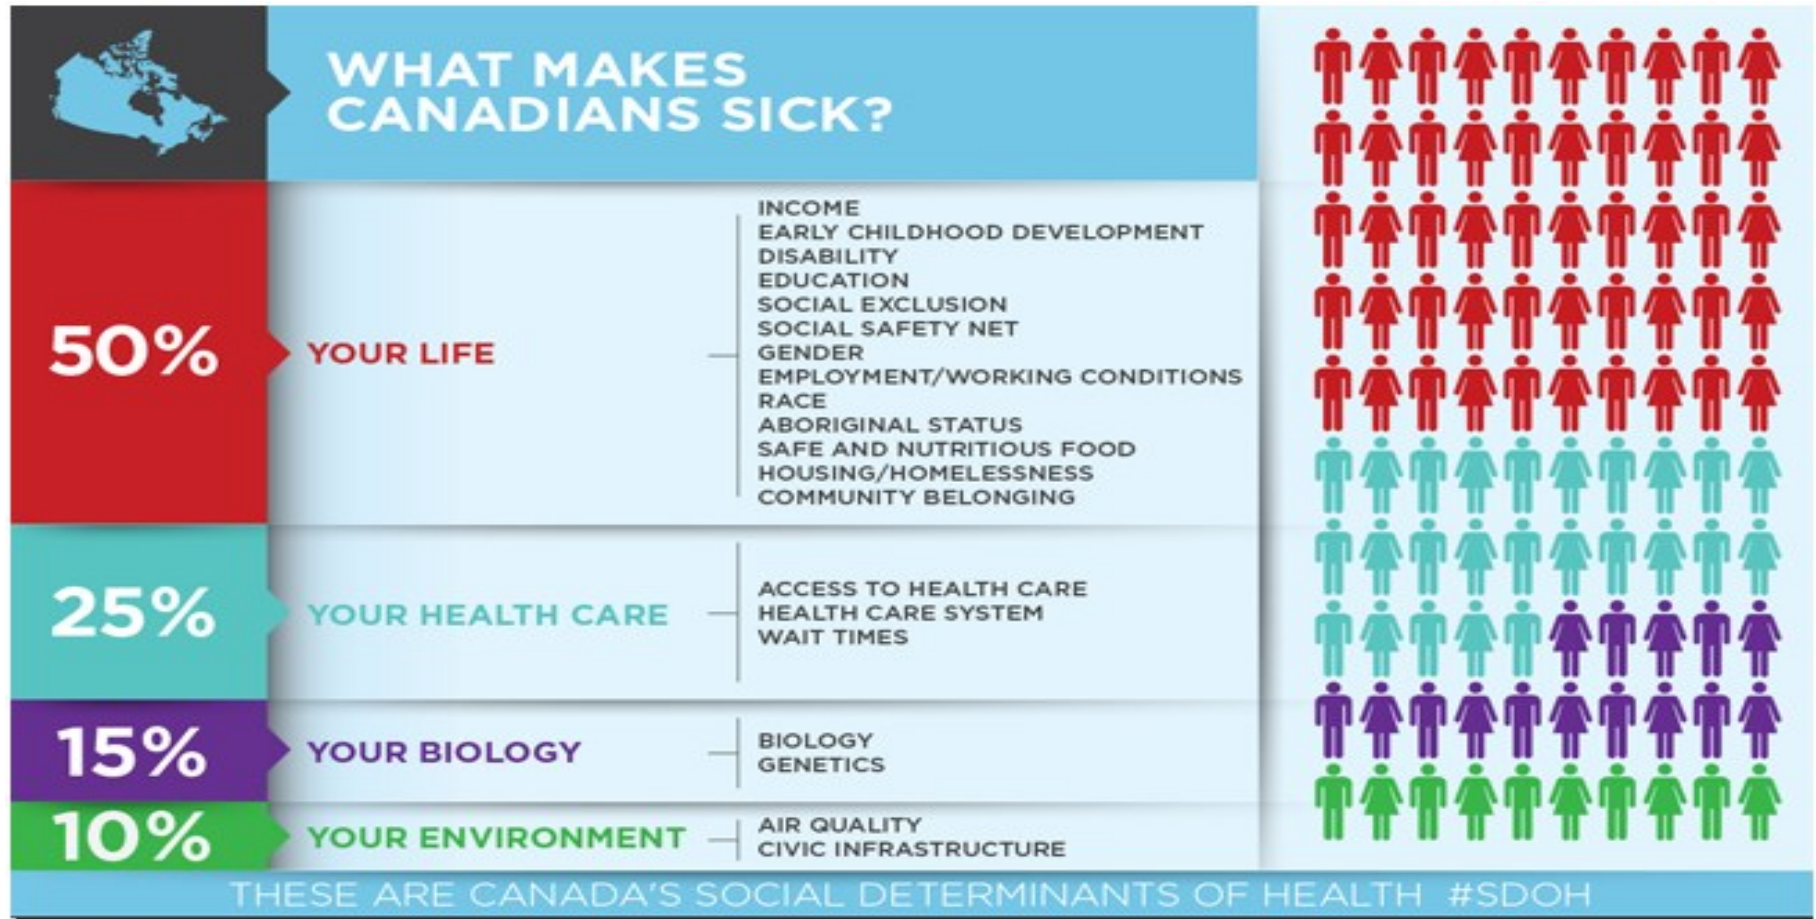 WHAT MAKES
CANADIANS SICK?
50%
YOUR LIFE
INCOME
EARLY CHILDHOOD DEVELOPMENT
DISABILITY
EDUCATION
SOCIAL EXCLUSION
SOCIAL SAFETY NET
GENDER
EMPLOYMENT/WORKING CONDITIONS
RACE
ABORIGINAL STATUS
SAFE AND NUTRITIOUS FOOD
HOUSING/HOMELESSNESS
COMMUNITY BELONGING
25%
YOUR HEALTH CARE
ACCESS TO HEALTH CARE
HEALTH CARE SYSTEM
WAIT TIMES
15%
YOUR BIOLOGY
BIOLOGY
GENETICS
10%
YOUR ENVIRONMENT
AIR QUALITY
CIVIC INFRASTRUCTURE
THESE ARE CANADA'S SOCIAL DETERMINANTS OF HEALTH #SDOH